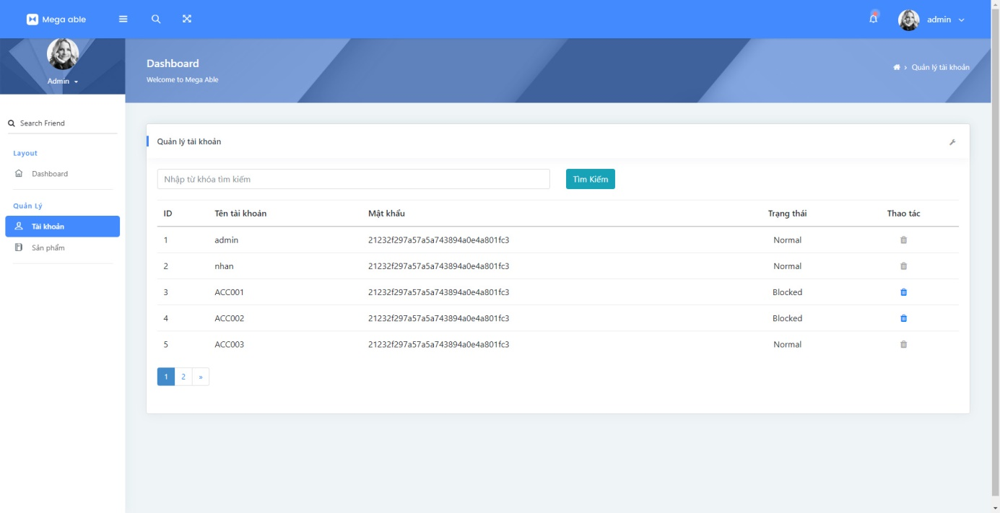 Mega able
admin
Admin
Dashboard
Welcome to Mega Able
› Quản lý tài khoản
Search Friend
Layout
Dashboard
Quản Lý
Tài khoản
Sản phẩm
Quản lý tài khoản
Nhập từ khóa tìm kiếm
Tìm Kiếm
ID Tên tài khoản Mật khẩu Trạng thái Thao tác
1 admin 21232f297a57a5a743894a0e4a801fc3 Normal
2 nhan 21232f297a57a5a743894a0e4a801fc3 Normal
3 ACC001 21232f297a57a5a743894a0e4a801fc3 Blocked
4 ACC002 21232f297a57a5a743894a0e4a801fc3 Blocked
5 ACC003 21232f297a57a5a743894a0e4a801fc3 Normal
1 2 »